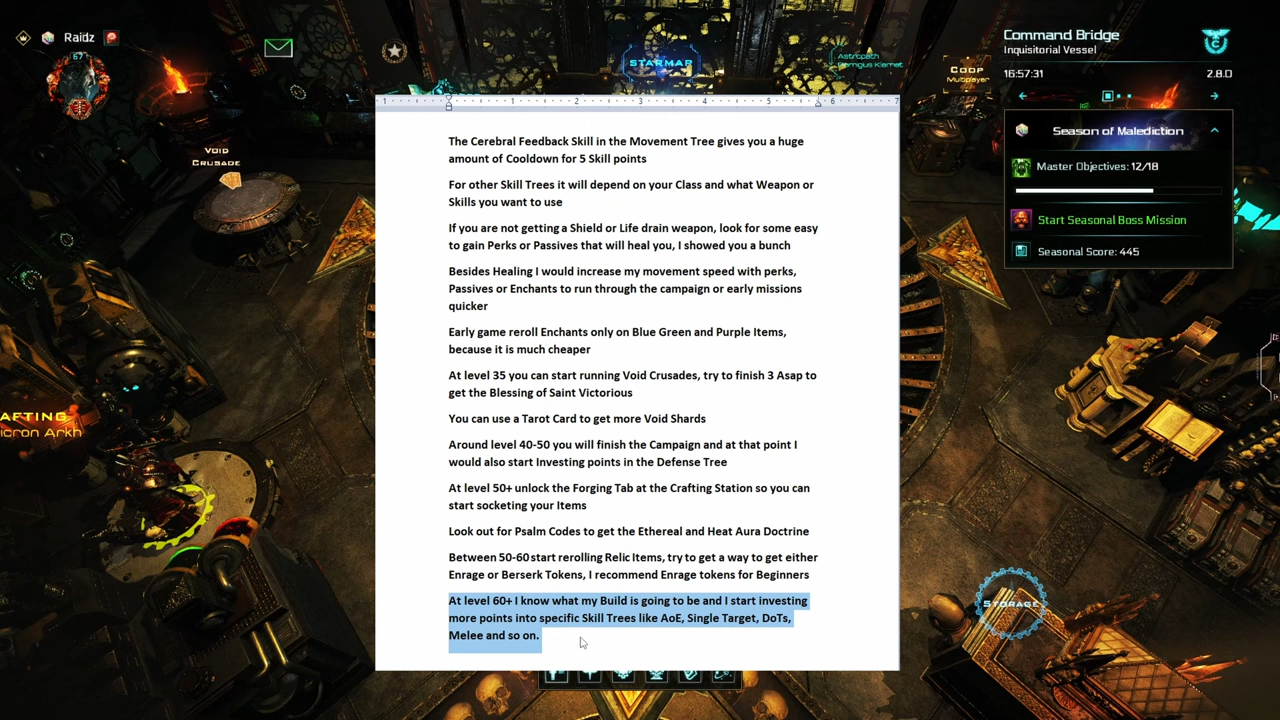 Raidz
67
STARMAP
Astropath
Damigus Kismet
COOP
Multiplayer
Command Bridge
Inquisitorial Vessel
16:57:31
2.8.0
Season of Malediction
Master Objectives: 12/18
Start Seasonal Boss Mission
Seasonal Score: 445
VOID
CRUSADE
AFTING
icron Arkh
STORAGE
1 1 2 3 4 5 6 7
The Cerebral Feedback Skill in the Movement Tree gives you a huge
amount of Cooldown for 5 Skill points
For other Skill Trees it will depend on your Class and what Weapon or
Skills you want to use
If you are not getting a Shield or Life drain weapon, look for some easy
to gain Perks or Passives that will heal you, I showed you a bunch
Besides Healing I would increase my movement speed with perks,
Passives or Enchants to run through the campaign or early missions
quicker
Early game reroll Enchants only on Blue Green and Purple Items,
because it is much cheaper
At level 35 you can start running Void Crusades, try to finish 3 Asap to
get the Blessing of Saint Victorious
You can use a Tarot Card to get more Void Shards
Around level 40-50 you will finish the Campaign and at that point I
would also start Investing points in the Defense Tree
At level 50+ unlock the Forging Tab at the Crafting Station so you can
start socketing your Items
Look out for Psalm Codes to get the Ethereal and Heat Aura Doctrine
Between 50-60 start rerolling Relic Items, try to get a way to get either
Enrage or Berserk Tokens, I recommend Enrage tokens for Beginners
At level 60+ I know what my Build is going to be and I start investing
more points into specific Skill Trees like AoE, Single Target, DoTs,
Melee and so on.